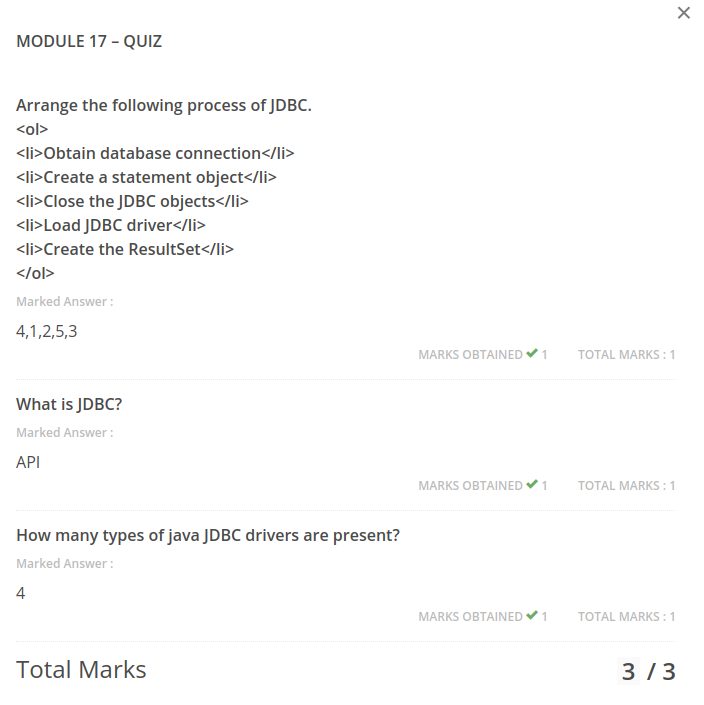 MODULE 17 – QUIZ
Arrange the following process of JDBC.
<ol>
<li>Obtain database connection</li>
<li>Create a statement object</li>
<li>Close the JDBC objects</li>
<li>Load JDBC driver</li>
<li>Create the ResultSet</li>
</ol>
Marked Answer :
4,1,2,5,3
MARKS OBTAINED ✔ 1 TOTAL MARKS : 1
What is JDBC?
Marked Answer :
API
MARKS OBTAINED ✔ 1 TOTAL MARKS : 1
How many types of java JDBC drivers are present?
Marked Answer :
4
MARKS OBTAINED ✔ 1 TOTAL MARKS : 1
Total Marks 3 / 3